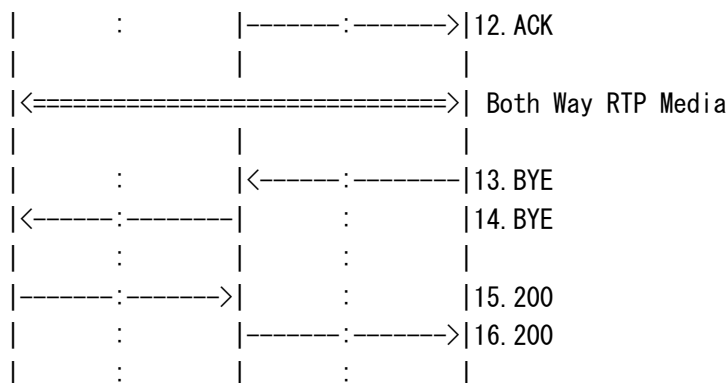 |       :        |-------:------->|12.ACK
|                |                |
|<===============================>| Both Way RTP Media
|                |                |
|       :        |<------:--------|13.BYE
|<------:--------|       :        |14.BYE
|       :        |       :        |
|-------:------->|       :        |15.200
|       :        |-------:------->|16.200
|       :        |       :        |